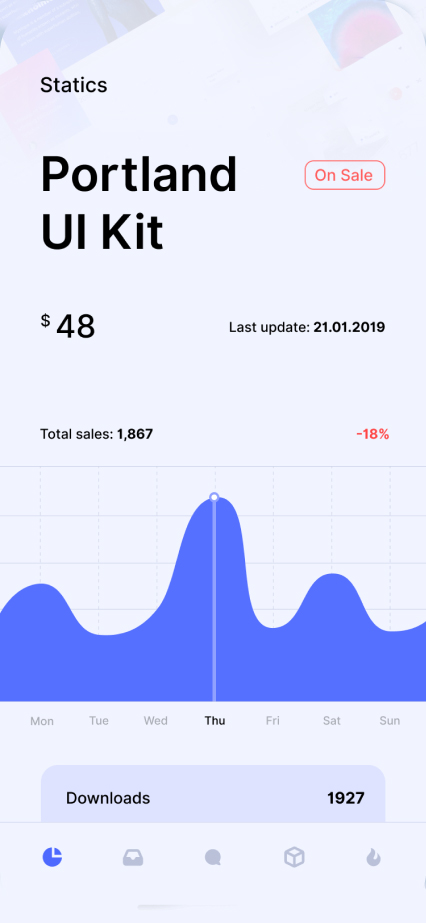 Statics
Portland
On Sale
UI Kit
$ 48
Last update: 21.01.2019
Total sales: 1,867
-18%
Mon Tue Wed Thu Fri Sat Sun
Downloads 1927